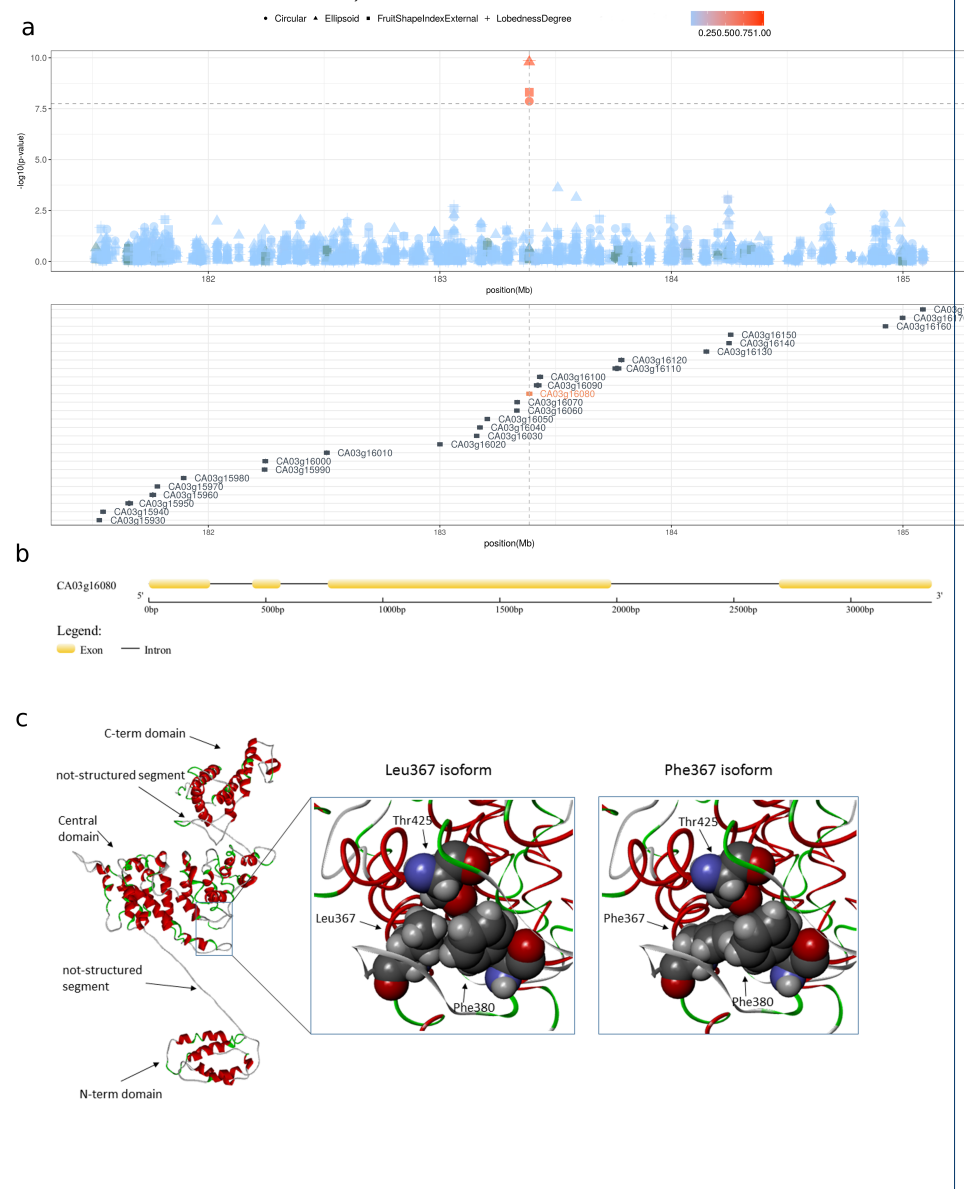 a
Circular Ellipsoid FruitShapeIndexExternal LobednessDegree
0.250.500.751.00
10.0
7.5
5.0
2.5
0.0
-log10(p-value)
182 183 184 185
position(Mb)
CA03g16160
CA03g16150
CA03g16140
CA03g16130
CA03g16120
CA03g16110
CA03g16100
CA03g16090
CA03g16080
CA03g16070
CA03g16060
CA03g16050
CA03g16040
CA03g16030
CA03g16020
CA03g16010
CA03g16000
CA03g15990
CA03g15980
CA03g15970
CA03g15960
CA03g15950
CA03g15940
CA03g15930
182 183 184 185
position(Mb)
b
CA03g16080
5' 3'
0bp 500bp 1000bp 1500bp 2000bp 2500bp 3000bp
Legend:
Exon Intron
c
C-term domain
not-structured segment
Central
domain
not-structured
segment
N-term domain
Leu367 isoform
Thr425
Leu367
Phe380
Phe367 isoform
Thr425
Phe367
Phe380